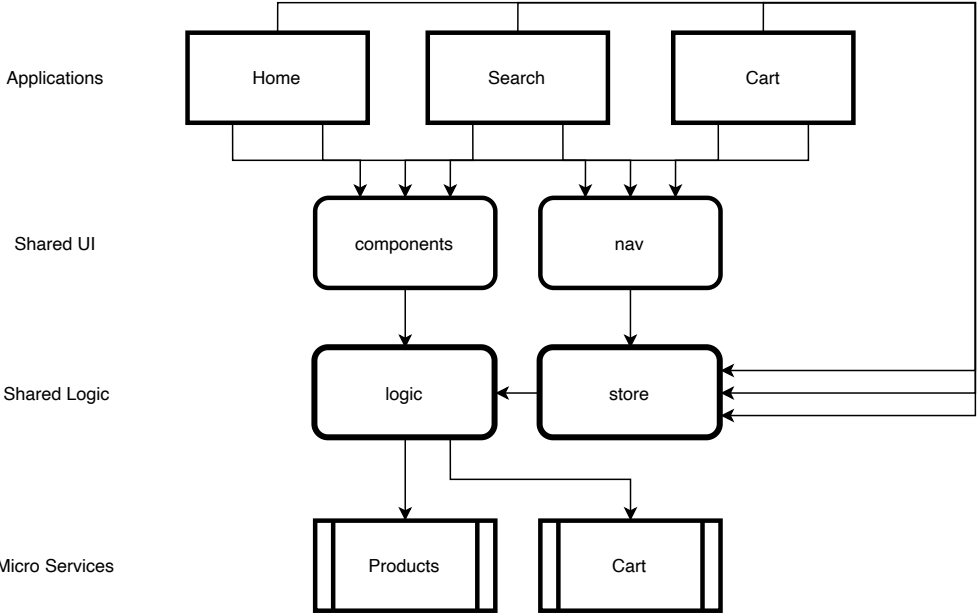 Applications
Home
Search
Cart
Shared UI
components
nav
Shared Logic
logic
store
Micro Services
Products
Cart